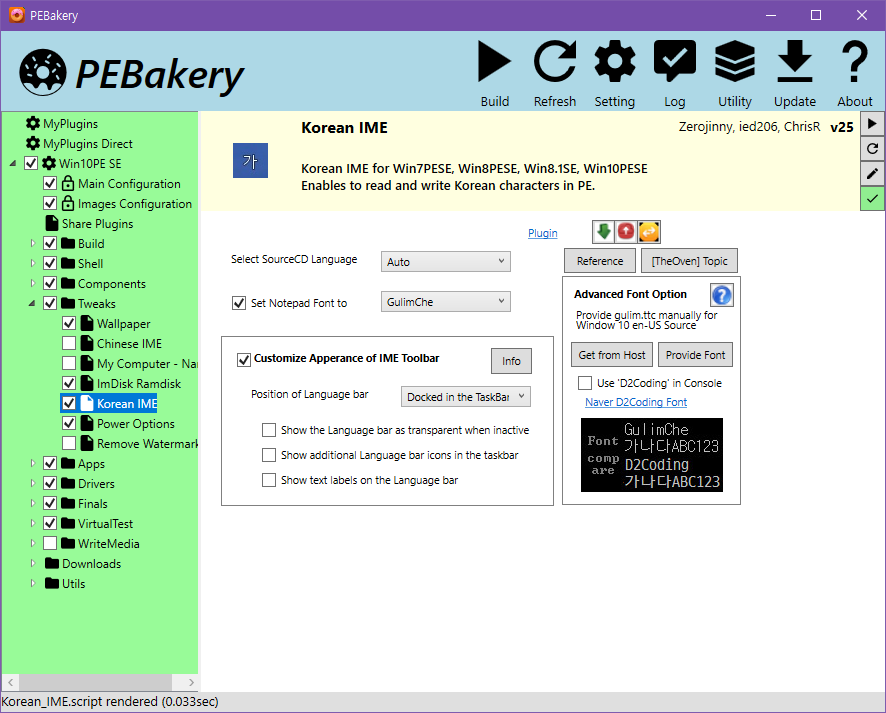 PEBakery
PEBakery
Build
Refresh
Setting
Log
Utility
Update
About
MyPlugins
MyPlugins Direct
Win10PE SE
Main Configuration
Images Configuration
Share Plugins
Build
Shell
Components
Tweaks
Wallpaper
Chinese IME
My Computer - Nar
ImDisk Ramdisk
Korean IME
Power Options
Remove Watermark
Apps
Drivers
Finals
VirtualTest
WriteMedia
Downloads
Utils
가
Korean IME
Zerojinny, ied206, ChrisR v25
Korean IME for Win7PESE, Win8PESE, Win8.1SE, Win10PESE
Enables to read and write Korean characters in PE.
Plugin
Select SourceCD Language
Auto
Reference
[TheOven] Topic
Set Notepad Font to
GulimChe
Advanced Font Option
Provide gulim.ttc manually for
Window 10 en-US Source
Get from Host
Provide Font
Use 'D2Coding' in Console
Naver D2Coding Font
Font
comp
are
GulimChe
가나다ABC123
D2Coding
가나다ABC123
Customize Apperance of IME Toolbar
Info
Position of Language bar
Docked in the TaskBar
Show the Language bar as transparent when inactive
Show additional Language bar icons in the taskbar
Show text labels on the Language bar
Korean_IME.script rendered (0.033sec)